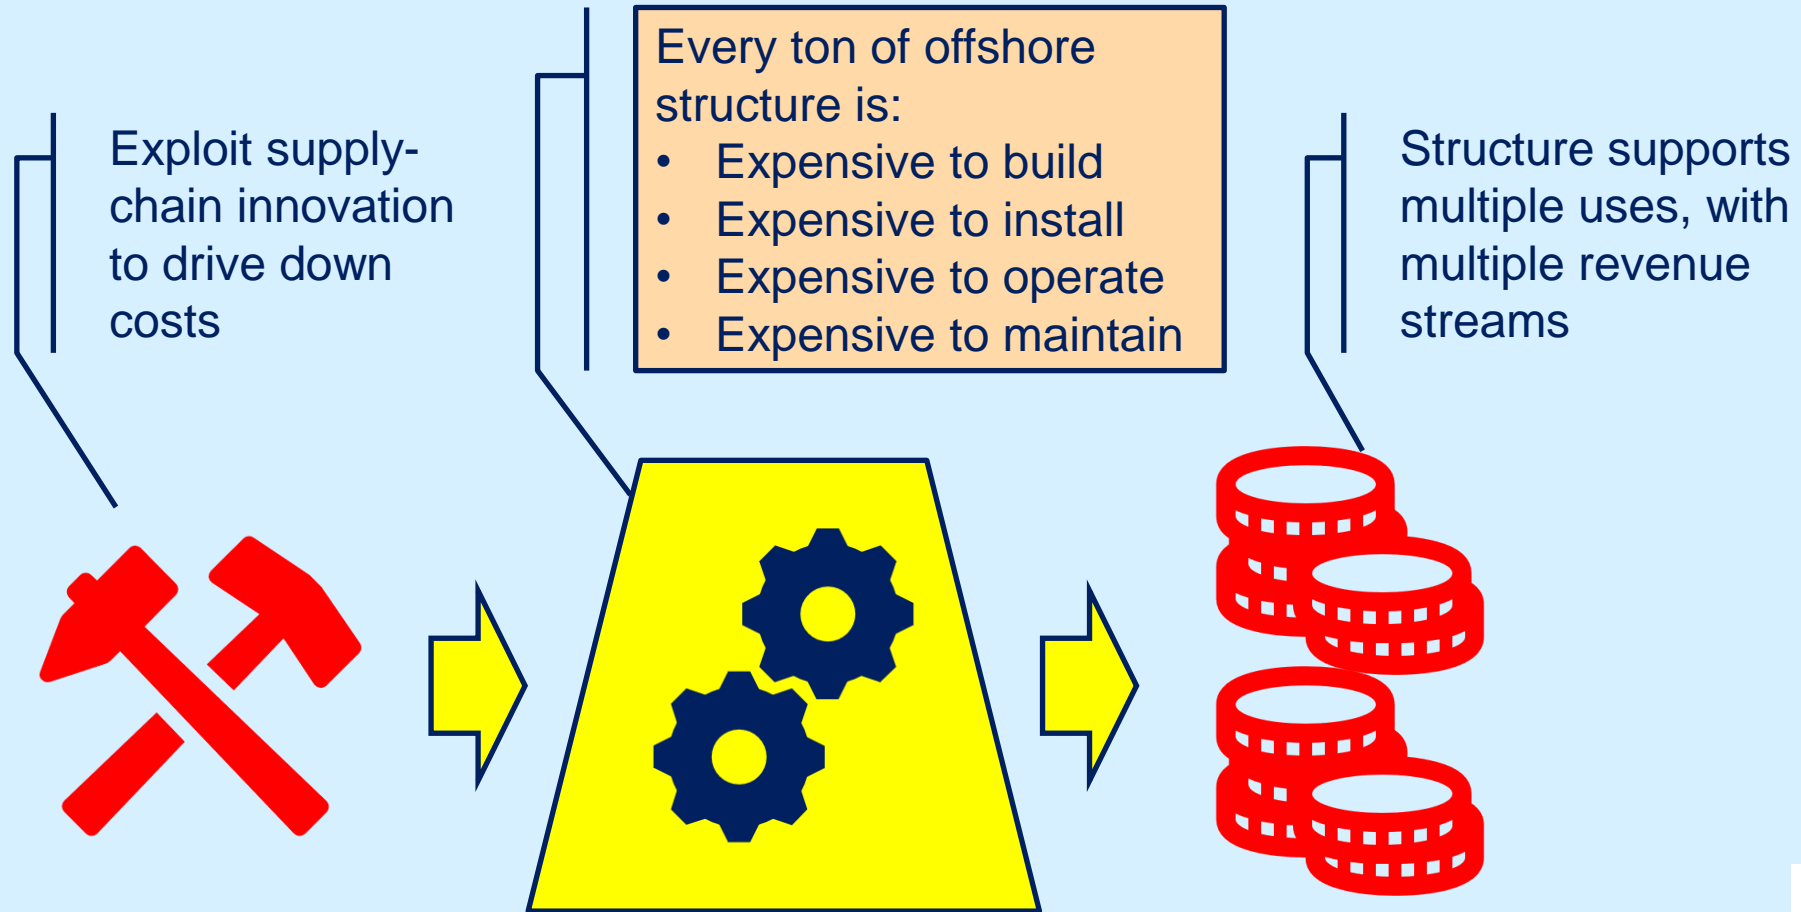 Exploit supply-
chain innovation
to drive down
costs
Every ton of offshore
structure is:
• Expensive to build
• Expensive to install
• Expensive to operate
• Expensive to maintain
Structure supports
multiple uses, with
multiple revenue
streams